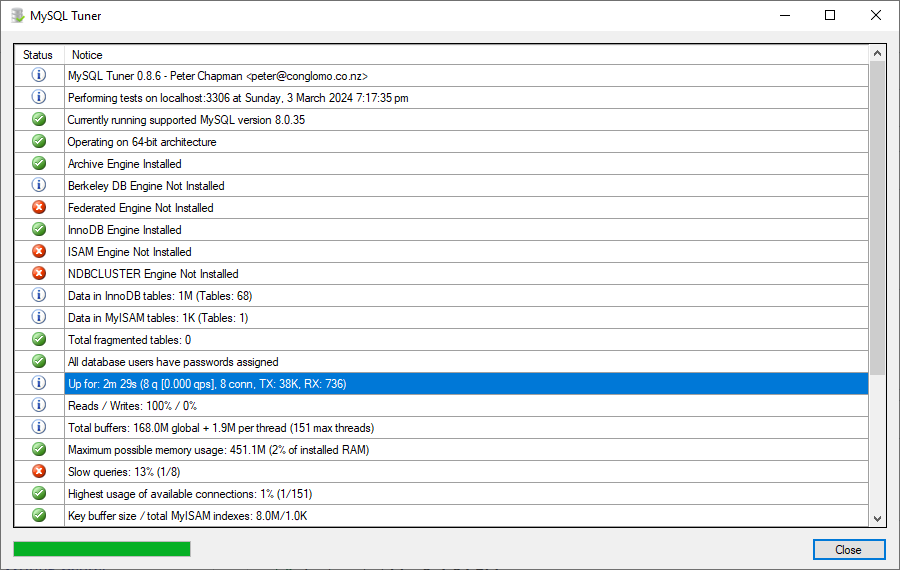 MySQL Tuner
Status Notice
MySQL Tuner 0.8.6 - Peter Chapman <peter@conglomo.co.nz>
Performing tests on localhost:3306 at Sunday, 3 March 2024 7:17:35 pm
Currently running supported MySQL version 8.0.35
Operating on 64-bit architecture
Archive Engine Installed
Berkeley DB Engine Not Installed
Federated Engine Not Installed
InnoDB Engine Installed
ISAM Engine Not Installed
NDBCLUSTER Engine Not Installed
Data in InnoDB tables: 1M (Tables: 68)
Data in MyISAM tables: 1K (Tables: 1)
Total fragmented tables: 0
All database users have passwords assigned
Up for: 2m 29s (8 q [0.000 qps], 8 conn, TX: 38K, RX: 736)
Reads / Writes: 100% / 0%
Total buffers: 168.0M global + 1.9M per thread (151 max threads)
Maximum possible memory usage: 451.1M (2% of installed RAM)
Slow queries: 13% (1/8)
Highest usage of available connections: 1% (1/151)
Key buffer size / total MyISAM indexes: 8.0M/1.0K
Close